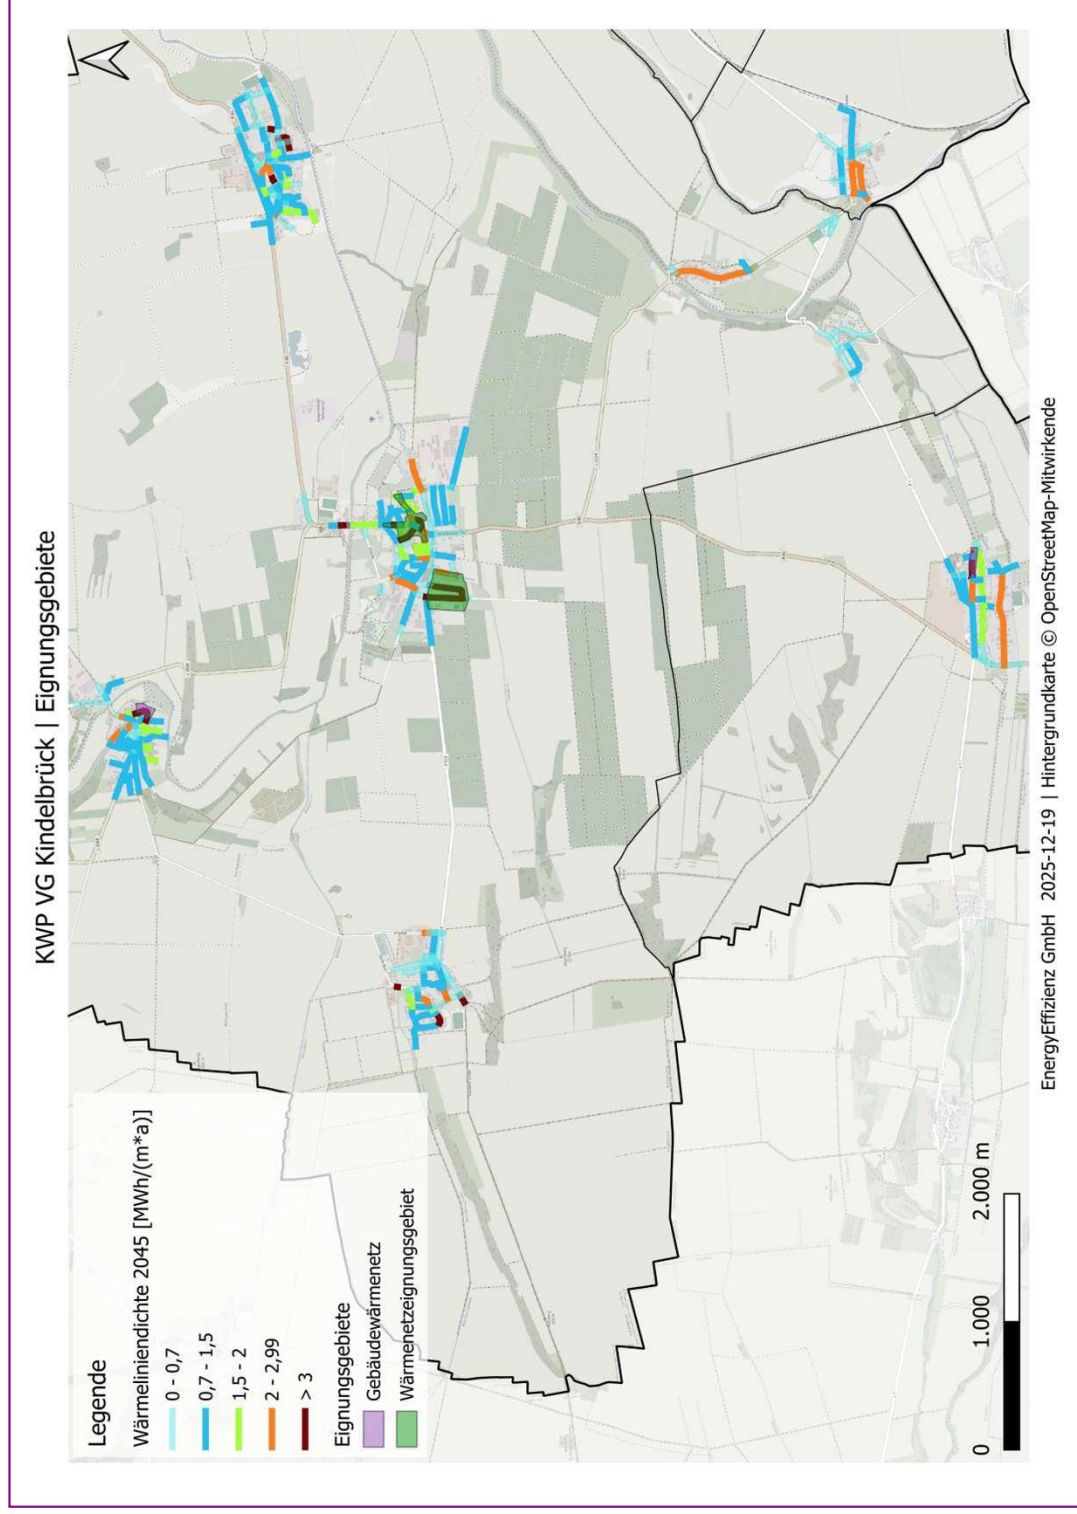 KWP VG Kindelbrück | Eignungsgebiete
Legende
Wärmeliniendichte 2045 [MWh/(m*a)]
0 - 0,7
0,7 - 1,5
1,5 - 2
2 - 2,99
> 3
Eignungsgebiete
Gebäudewärmenetz
Wärmenetzeignungsgebiet
0 1.000 2.000 m
EnergyEffizienz GmbH 2025-12-19 | Hintergrundkarte © OpenStreetMap-Mitwirkende